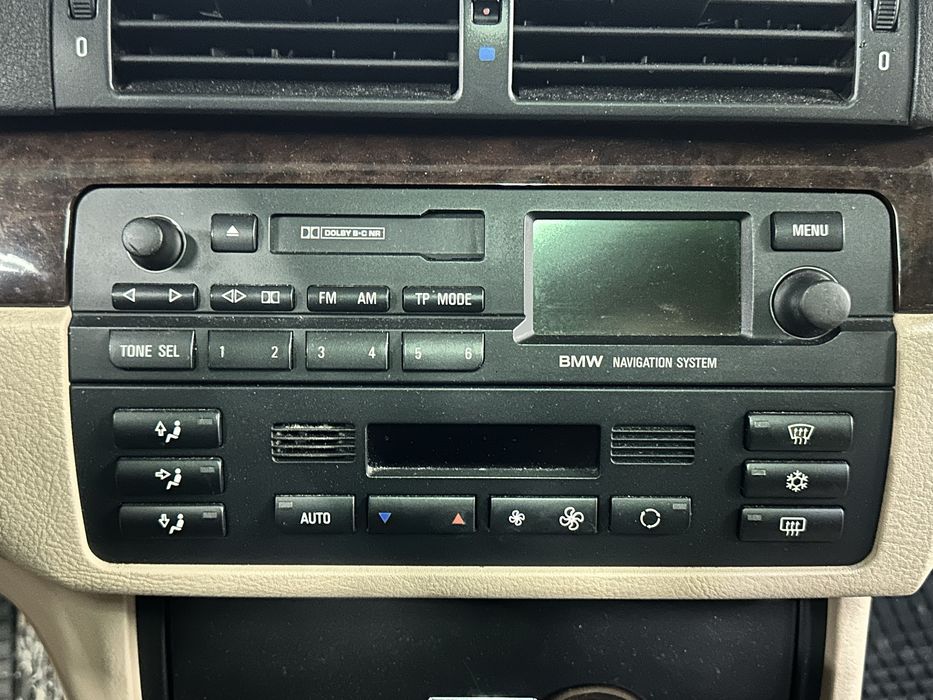 0
0
DOLBY B-C NR
MENU
FM AM
TP MODE
TONE SEL
1 2
3 4
5 6
BMW NAVIGATION SYSTEM
AUTO